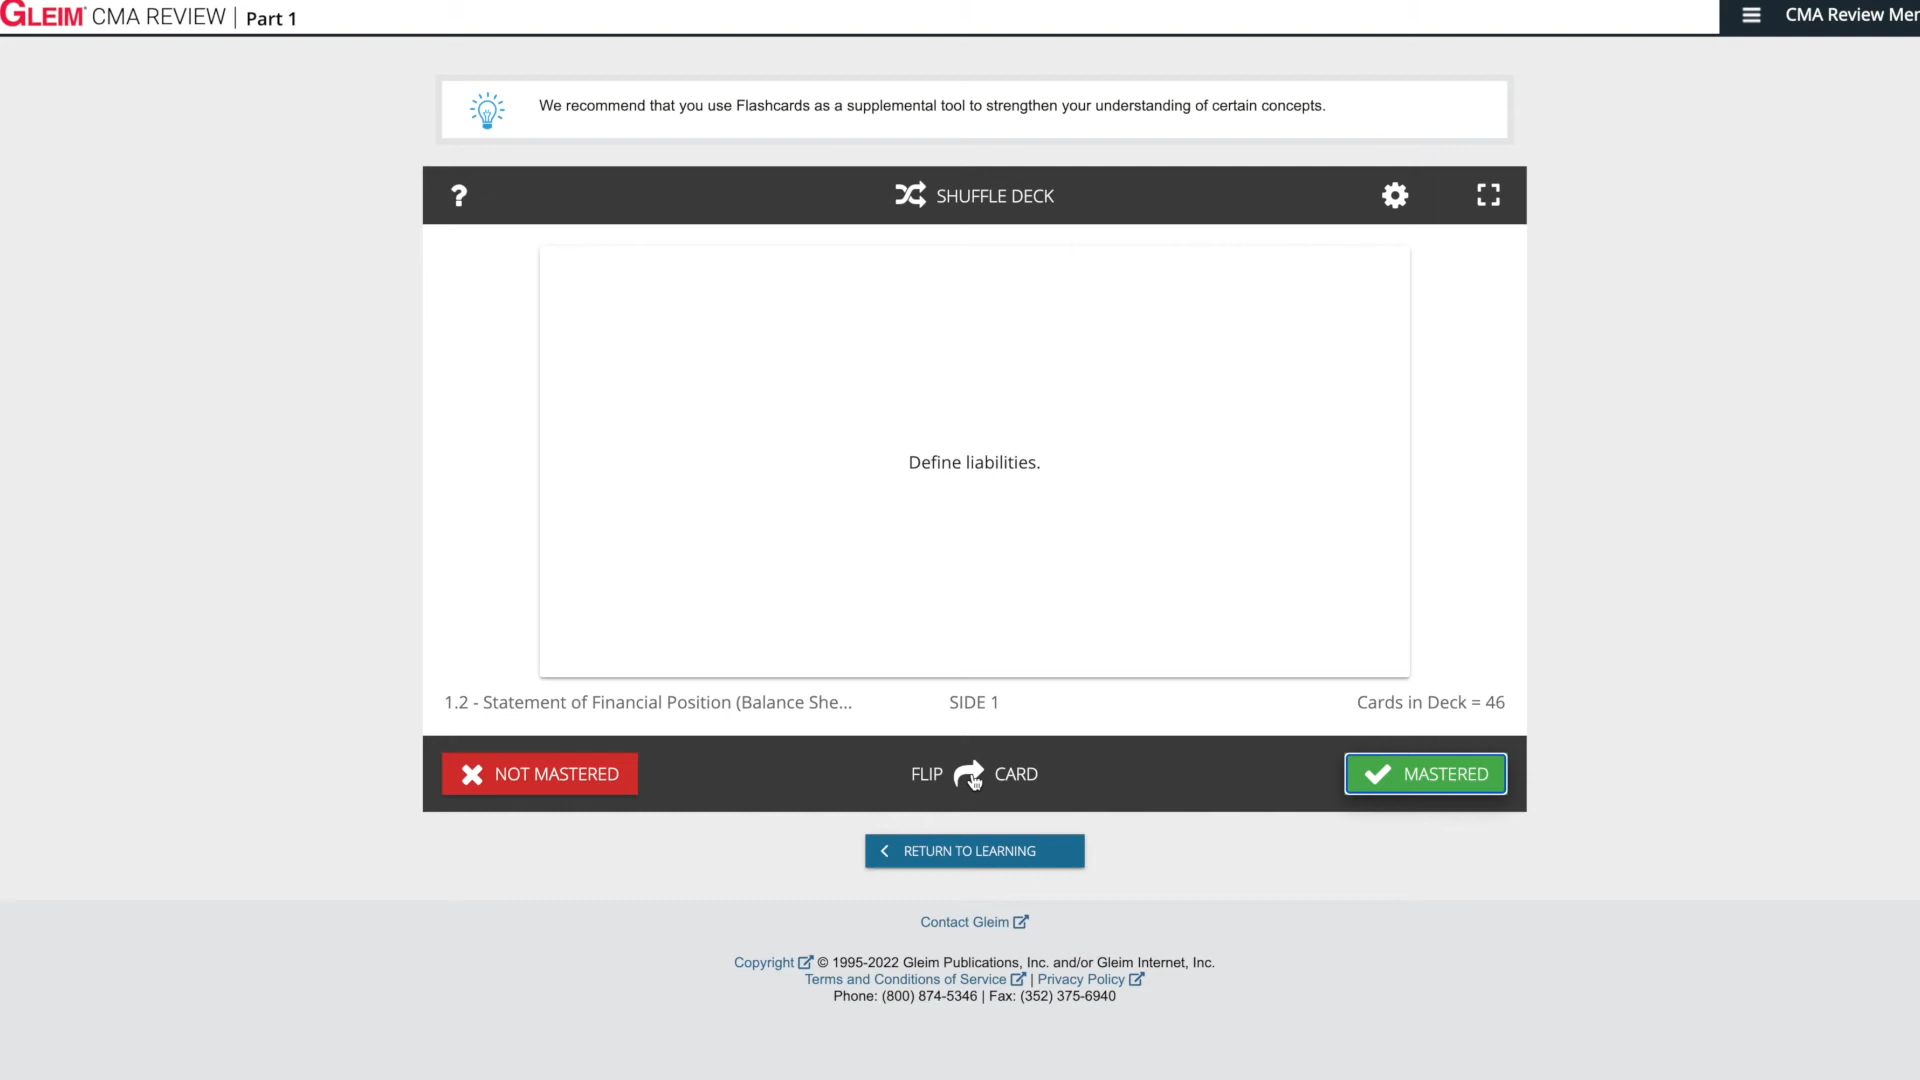 GLEIM CMA REVIEW | Part 1
CMA Review Mer
We recommend that you use Flashcards as a supplemental tool to strengthen your understanding of certain concepts.
? SHUFFLE DECK
Define liabilities.
1.2 - Statement of Financial Position (Balance She... SIDE 1 Cards in Deck = 46
NOT MASTERED FLIP CARD MASTERED
RETURN TO LEARNING
Contact Gleim
Copyright © 1995-2022 Gleim Publications, Inc. and/or Gleim Internet, Inc.
Terms and Conditions of Service | Privacy Policy
Phone: (800) 874-5346 | Fax: (352) 375-6940